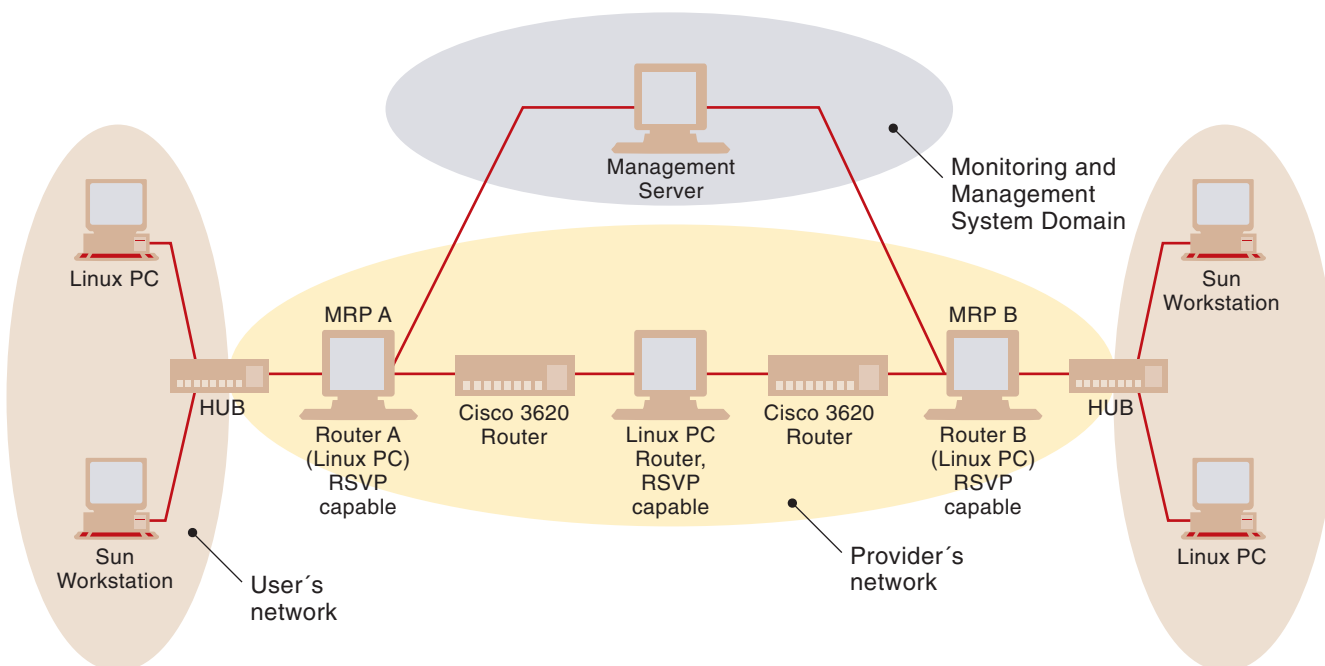 Management
Server
Monitoring and
Management
System Domain
Linux PC
Sun
Workstation
MRP A
MRP B
HUB
Cisco 3620
Router
Cisco 3620
Router
HUB
Router A
(Linux PC)
RSVP
capable
Linux PC
Router,
RSVP
capable
Router B
(Linux PC)
RSVP
capable
Sun
Workstation
User´s
network
Provider´s
network
Linux PC